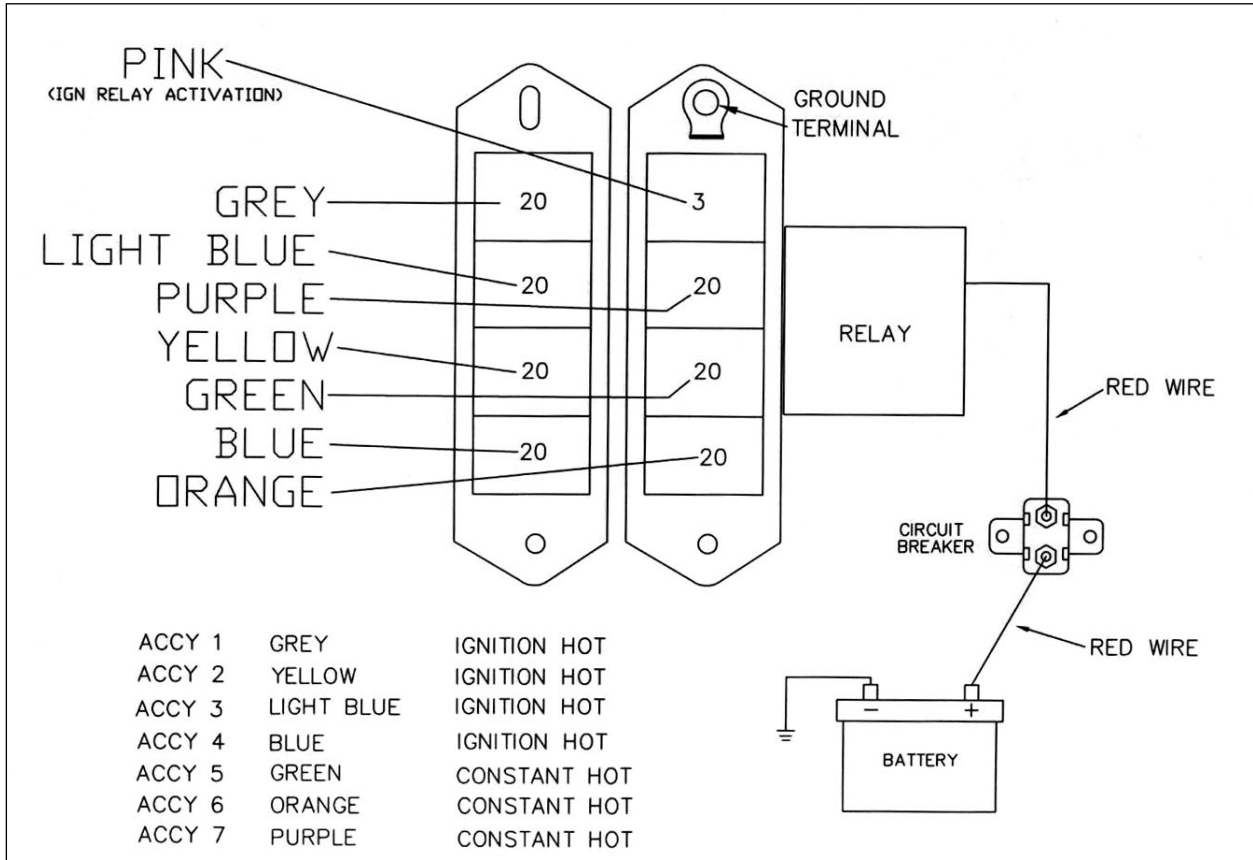 PINK
(IGN RELAY ACTIVATION)
GROUND
TERMINAL
GREY
20
3
LIGHT BLUE
20
20
PURPLE
YELLOW
20
20
GREEN
BLUE
20
20
ORANGE
RELAY
RED WIRE
CIRCUIT
BREAKER
RED WIRE
- +
BATTERY
ACCY 1 GREY IGNITION HOT
ACCY 2 YELLOW IGNITION HOT
ACCY 3 LIGHT BLUE IGNITION HOT
ACCY 4 BLUE IGNITION HOT
ACCY 5 GREEN CONSTANT HOT
ACCY 6 ORANGE CONSTANT HOT
ACCY 7 PURPLE CONSTANT HOT